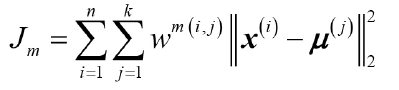 $J_m = \sum_{i=1}^{n} \sum_{j=1}^{k} w^{m(i,j)} \left\| \boldsymbol{x}^{(i)} - \boldsymbol{\mu}^{(j)} \right\|_2^2$